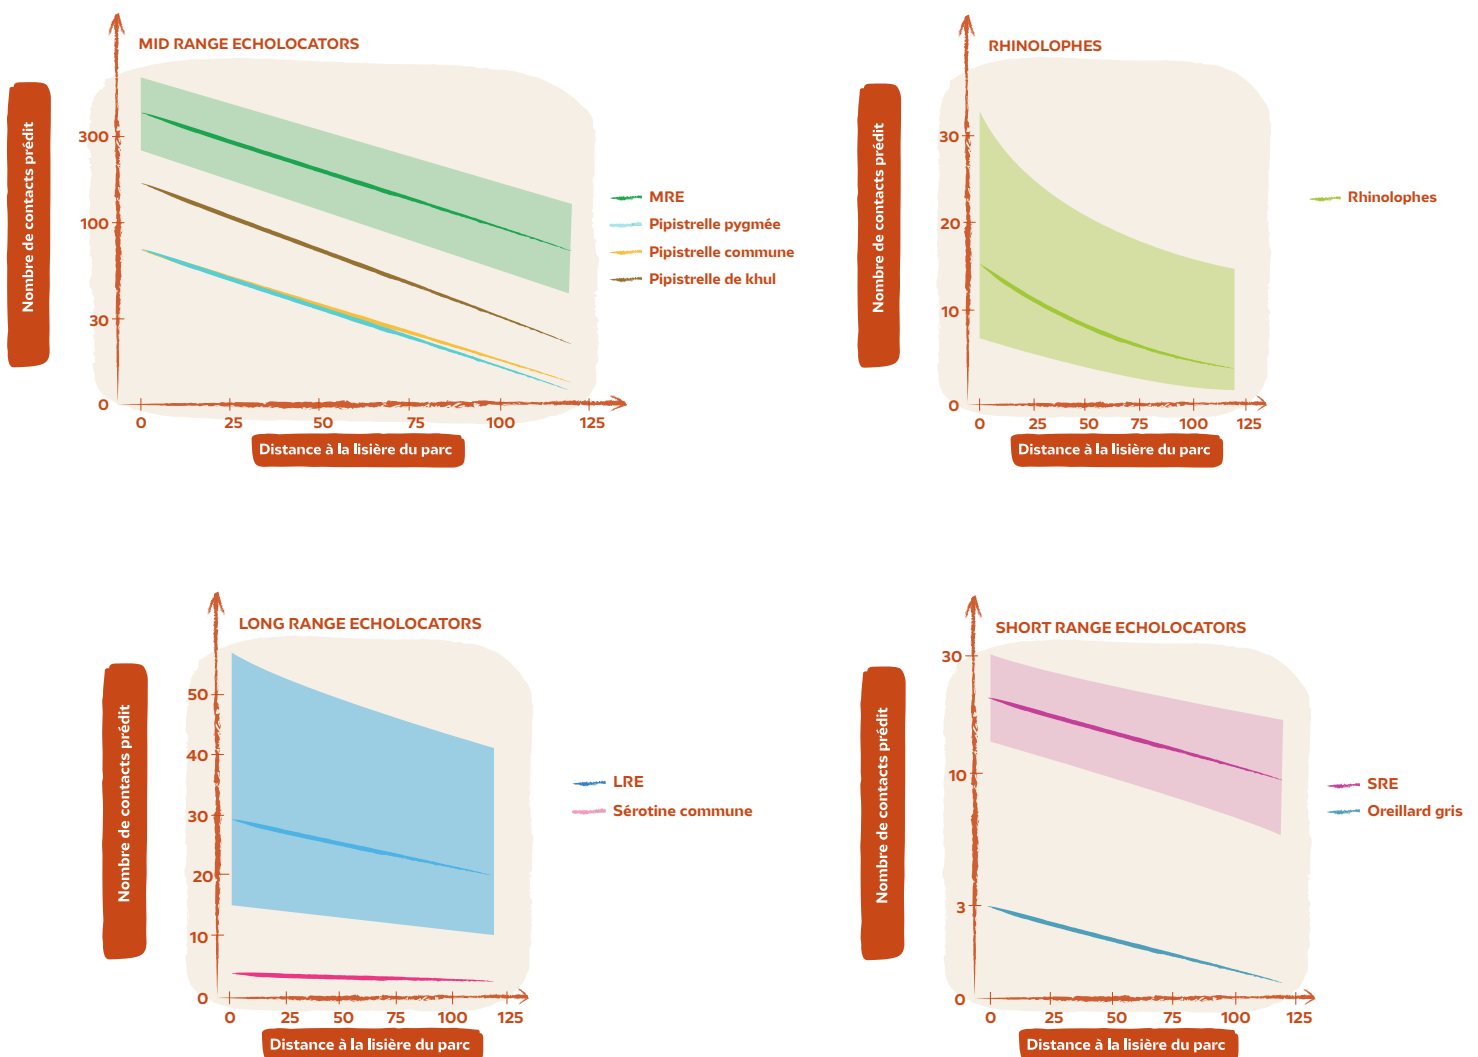 MID RANGE ECHOLOCATORS
Nombre de contacts prédit
300
100
30
0
0 25 50 75 100 125
Distance à la lisière du parc
MRE
Pipistrelle pygmée
Pipistrelle commune
Pipistrelle de khul
RHINOLOPHES
Nombre de contacts prédit
30
20
10
0
0 25 50 75 100 125
Distance à la lisière du parc
Rhinolophes
LONG RANGE ECHOLOCATORS
Nombre de contacts prédit
50
40
30
20
10
0
0 25 50 75 100 125
Distance à la lisière du parc
LRE
Sérotine commune
SHORT RANGE ECHOLOCATORS
Nombre de contacts prédit
30
10
3
0
0 25 50 75 100 125
Distance à la lisière du parc
SRE
Oreillard gris